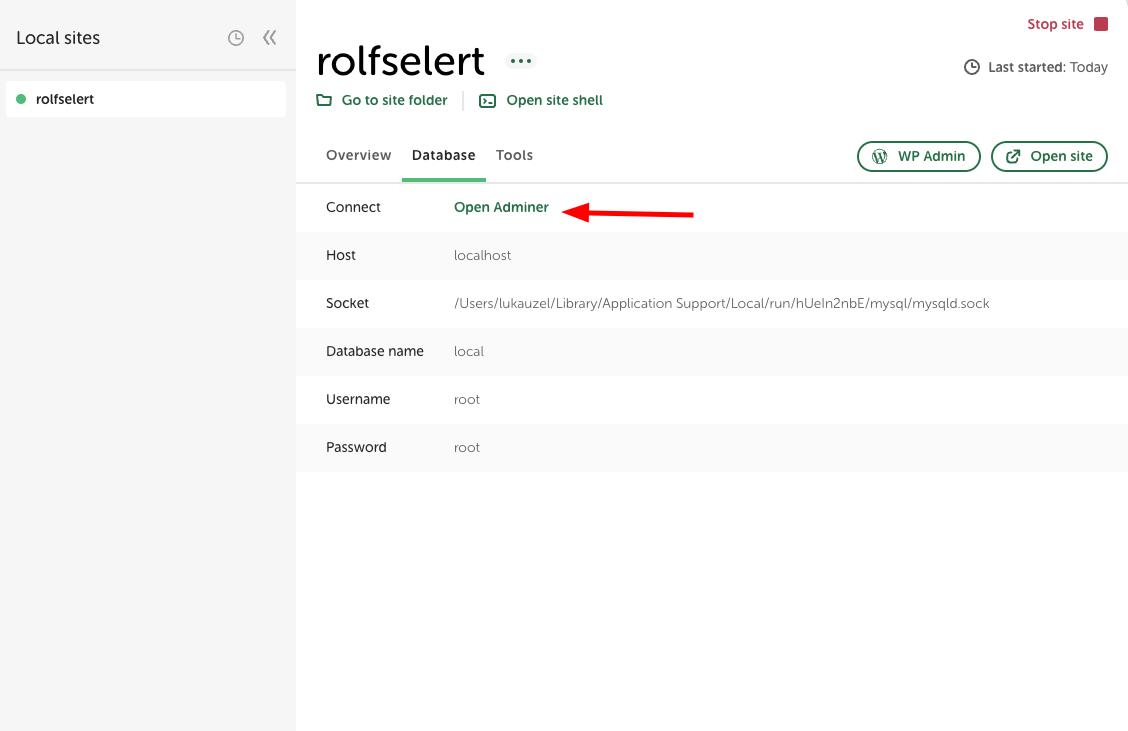 Local sites
rolfselert
Stop site
rolfselert
Last started: Today
Go to site folder
Open site shell
Overview
Database
Tools
WP Admin
Open site
Connect Open Adminer
Host localhost
Socket /Users/lukauzel/Library/Application Support/Local/run/hUeIn2nbE/mysql/mysqld.sock
Database name local
Username root
Password root